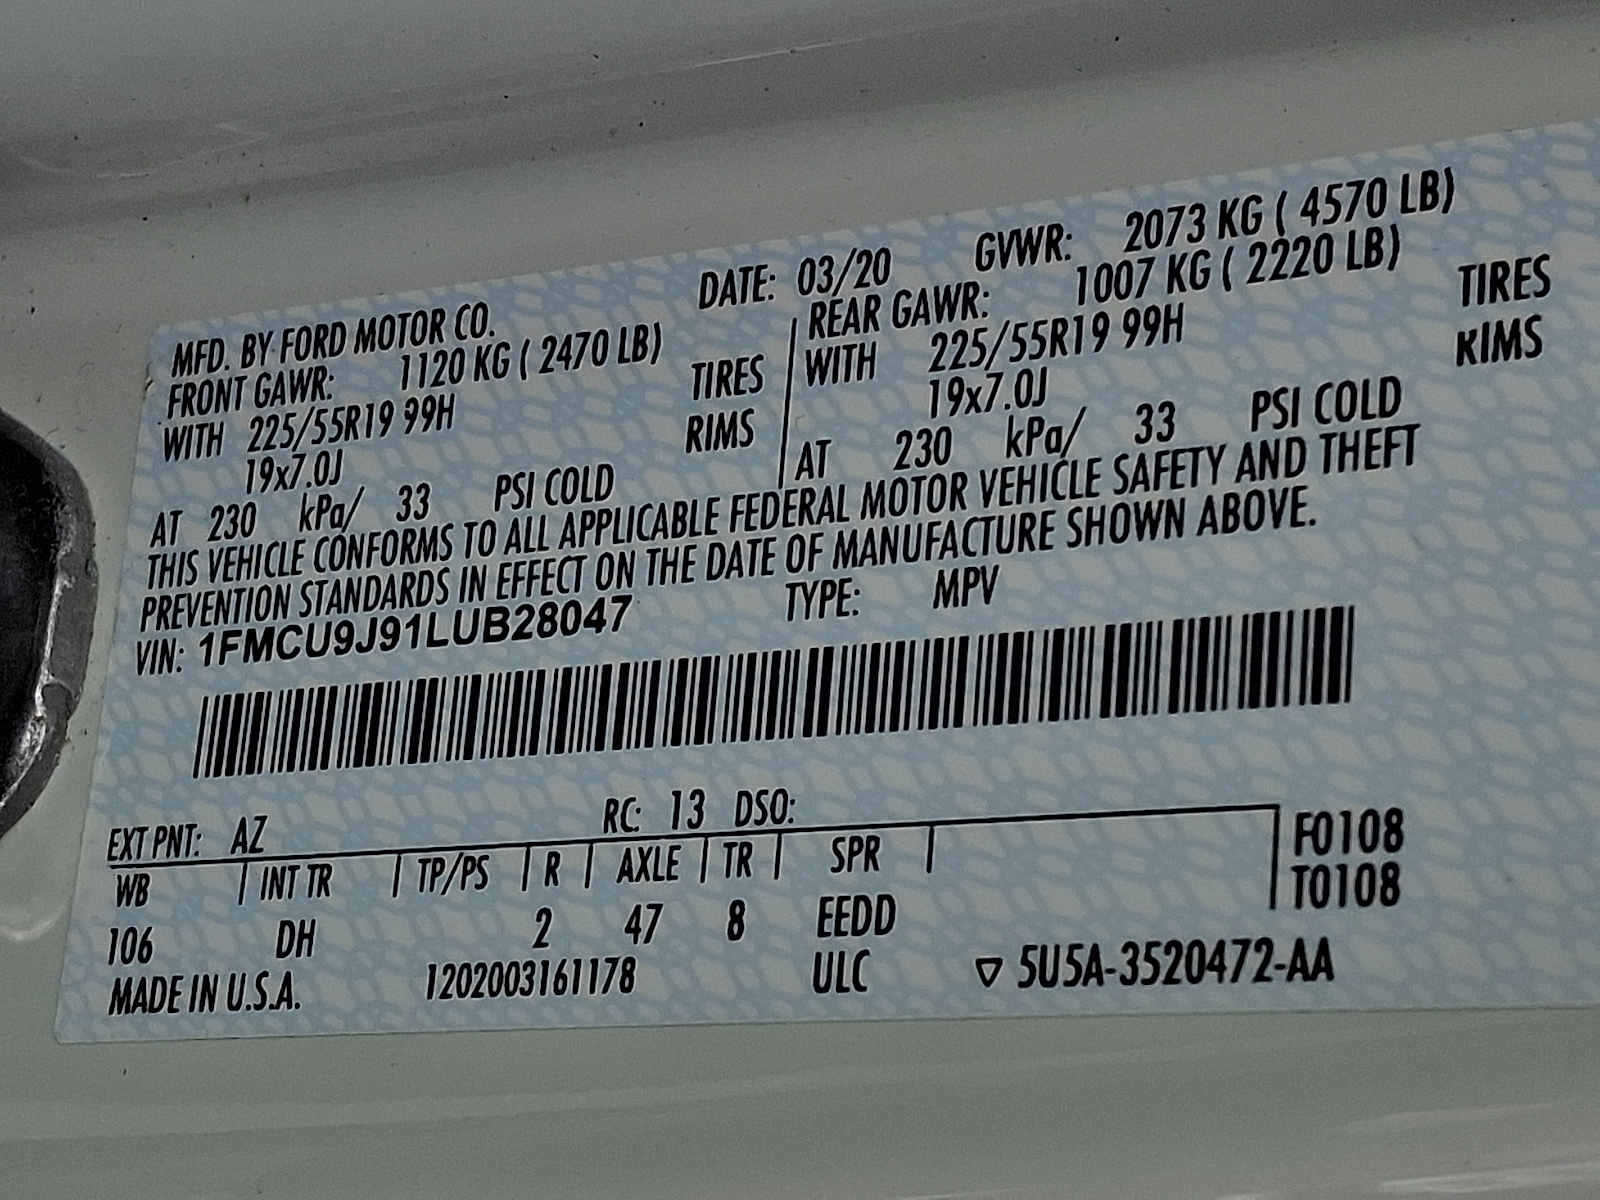 MFD. BY FORD MOTOR CO. DATE: 03/20 GVWR: 2073 KG ( 4570 LB)
FRONT GAWR: 1120 KG ( 2470 LB) REAR GAWR: 1007 KG ( 2220 LB)
WITH 225/55R19 99H TIRES WITH 225/55R19 99H TIRES
19x7.0J RIMS 19x7.0J RIMS
AT 230 kPa/ 33 PSI COLD AT 230 kPa/ 33 PSI COLD
THIS VEHICLE CONFORMS TO ALL APPLICABLE FEDERAL MOTOR VEHICLE SAFETY AND THEFT
PREVENTION STANDARDS IN EFFECT ON THE DATE OF MANUFACTURE SHOWN ABOVE.
VIN: 1FMCU9J91LUB28047 TYPE: MPV
EXT PNT: AZ RC: 13 DSO:
WB INT TR TP/PS R AXLE TR SPR F0108
106 DH 2 47 8 EEDD T0108
MADE IN U.S.A. 1202003161178 ULC ▽ 5U5A-3520472-AA